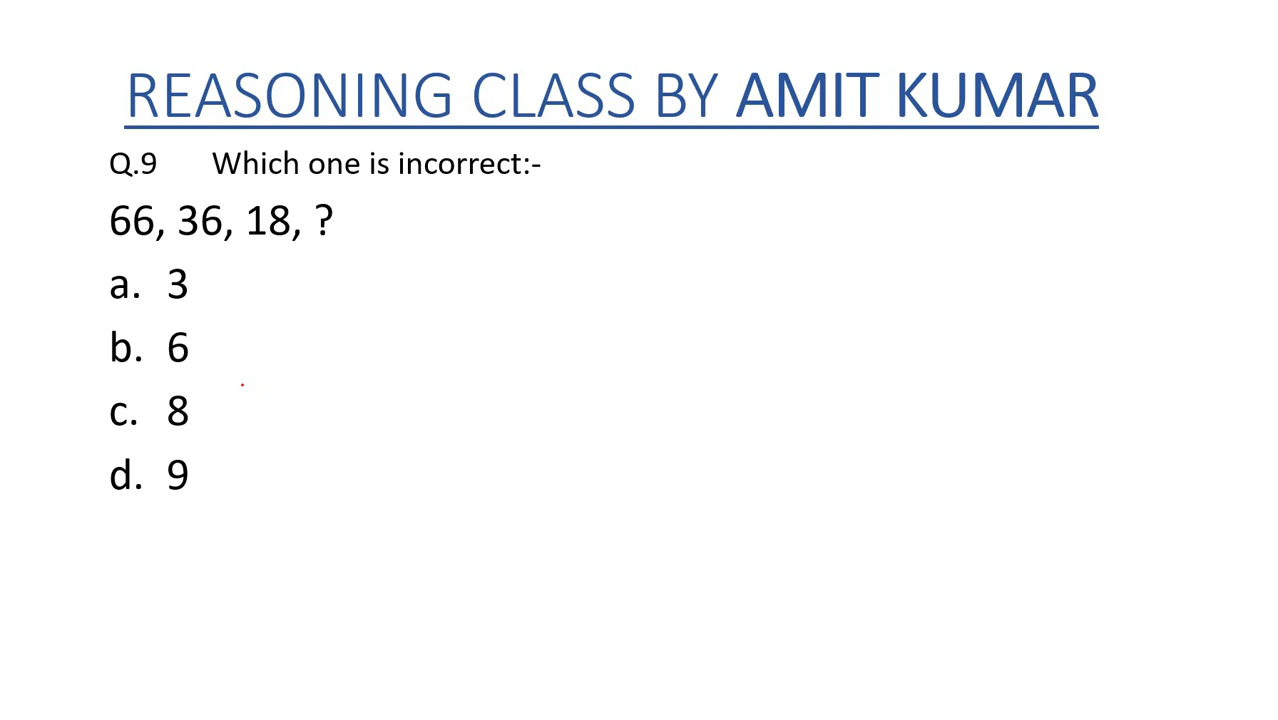 REASONING CLASS BY AMIT KUMAR
Q.9 Which one is incorrect:-
66, 36, 18, ?
a. 3
b. 6
c. 8
d. 9